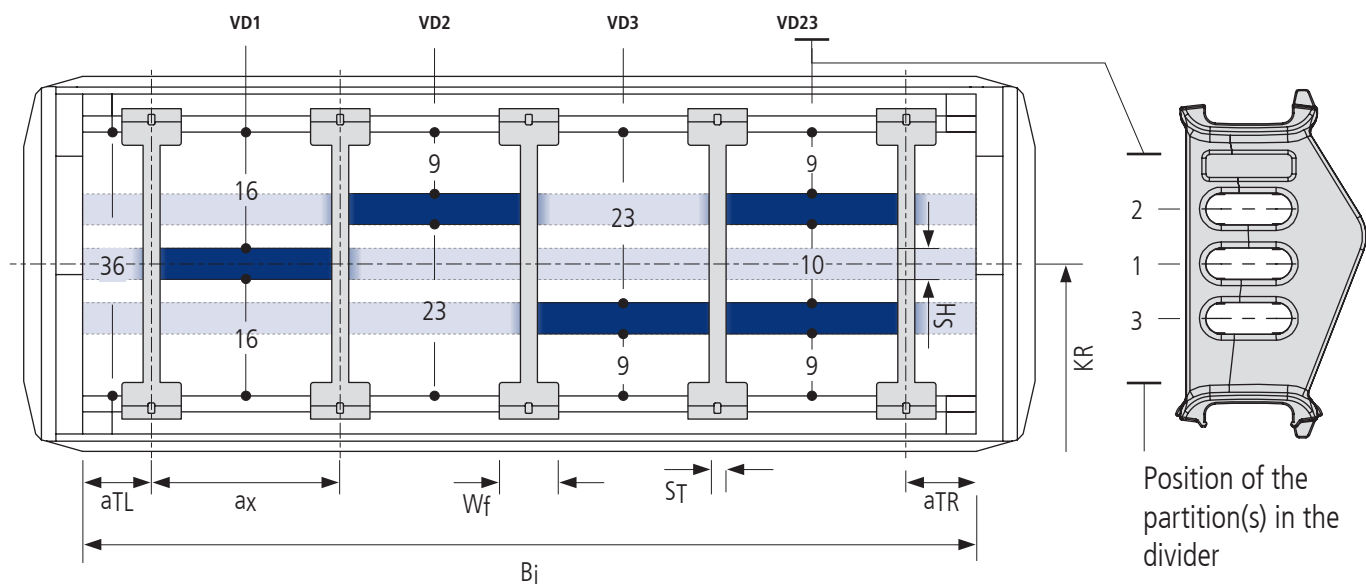 VD1 VD2 VD3 VD23
9 9
16 23
2
36 10 1
23 SH
16 3
9 9 KR
aTL ax Wf ST aTR
Bi
Position of the
partition(s) in the
divider